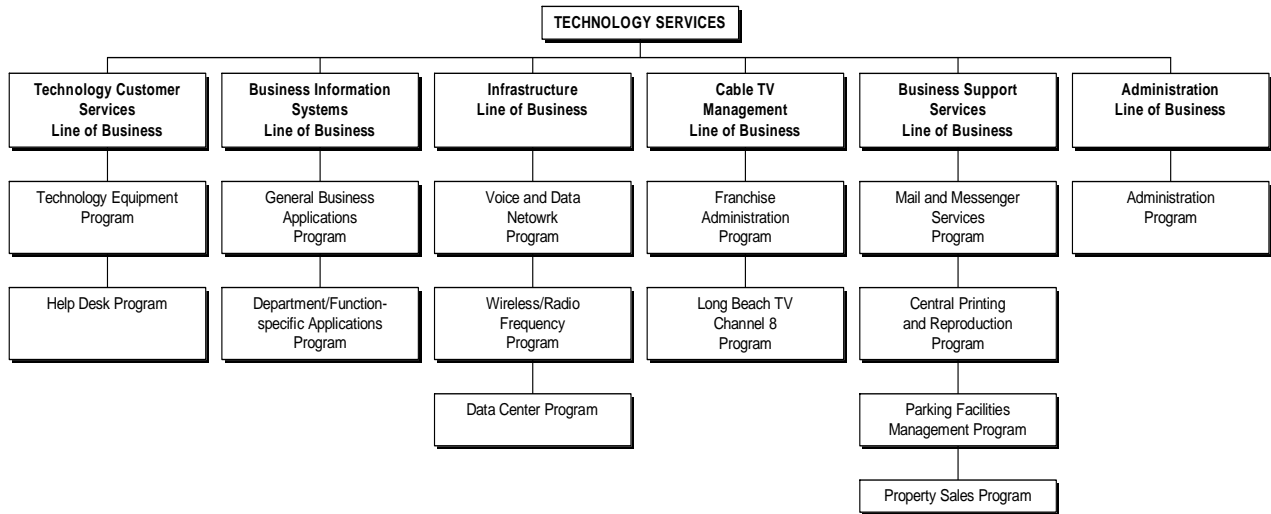 TECHNOLOGY SERVICES
Technology Customer
Services
Line of Business
Business Information
Systems
Line of Business
Infrastructure
Line of Business
Cable TV
Management
Line of Business
Business Support
Services
Line of Business
Administration
Line of Business
Technology Equipment
Program
General Business
Applications
Program
Voice and Data
Netowrk
Program
Franchise
Administration
Program
Mail and Messenger
Services
Program
Administration
Program
Help Desk Program
Department/Function-
specific Applications
Program
Wireless/Radio
Frequency
Program
Long Beach TV
Channel 8
Program
Central Printing
and Reproduction
Program
Data Center Program
Parking Facilities
Management Program
Property Sales Program